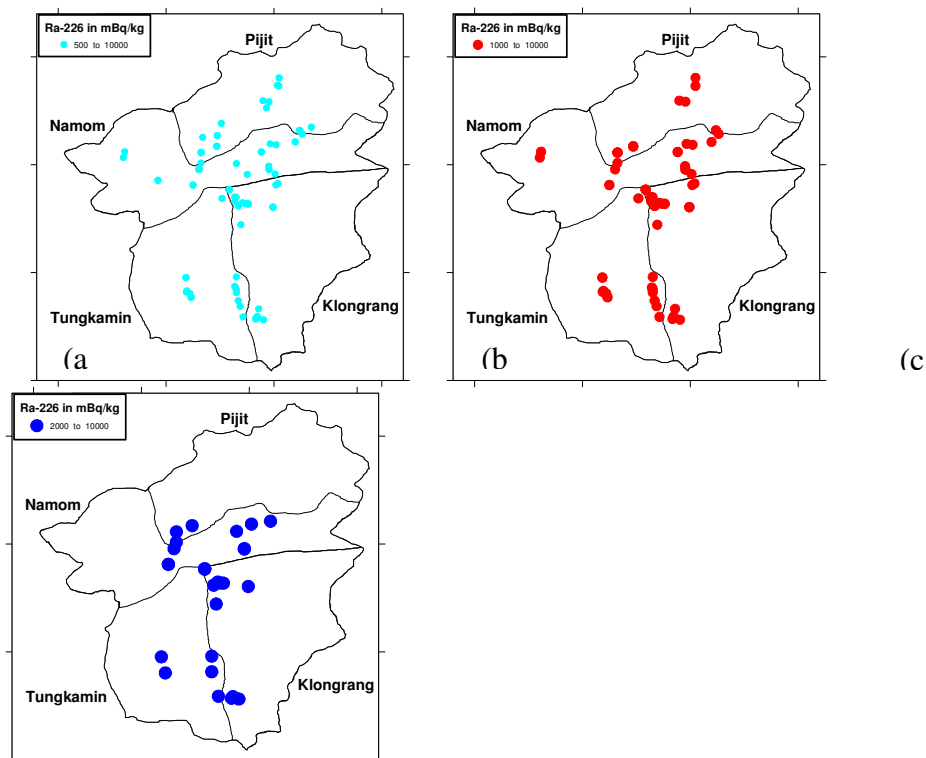 Ra-226 in mBq/kg
500 to 10000
Pijit
Namom
Tungkamin
Klongrang
(a
Ra-226 in mBq/kg
1000 to 10000
Pijit
Namom
Tungkamin
Klongrang
(b
(c
Ra-226 in mBq/kg
2000 to 10000
Pijit
Namom
Tungkamin
Klongrang